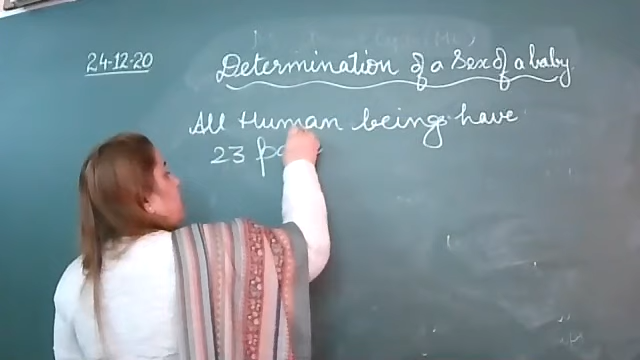 24-12-20
Determination of a Sex of a baby.
All Human beings have
23